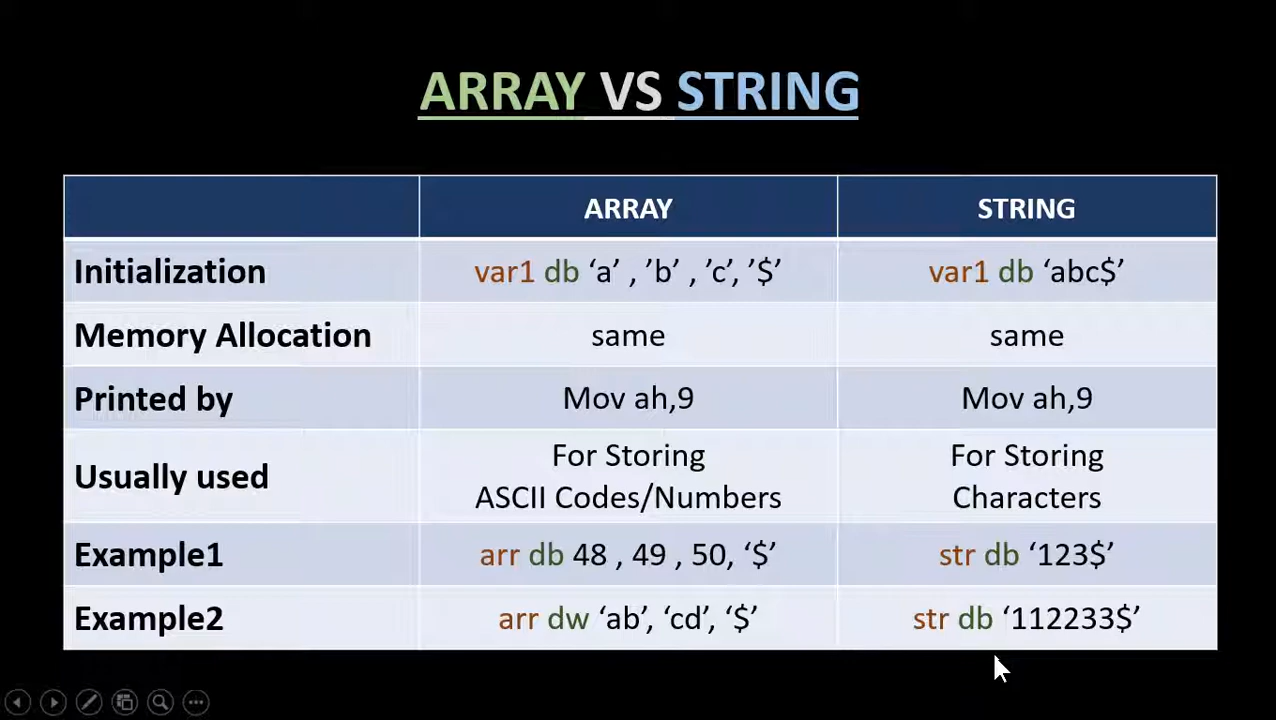 ARRAY VS STRING
ARRAY STRING
Initialization var1 db ‘a’ , ’b’ , ’c’, ’$’ var1 db ‘abc$’
Memory Allocation same same
Printed by Mov ah,9 Mov ah,9
Usually used For Storing
ASCII Codes/Numbers For Storing
Characters
Example1 arr db 48 , 49 , 50, ‘$’ str db ‘123$’
Example2 arr dw ‘ab’, ‘cd’, ‘$’ str db ‘112233$’